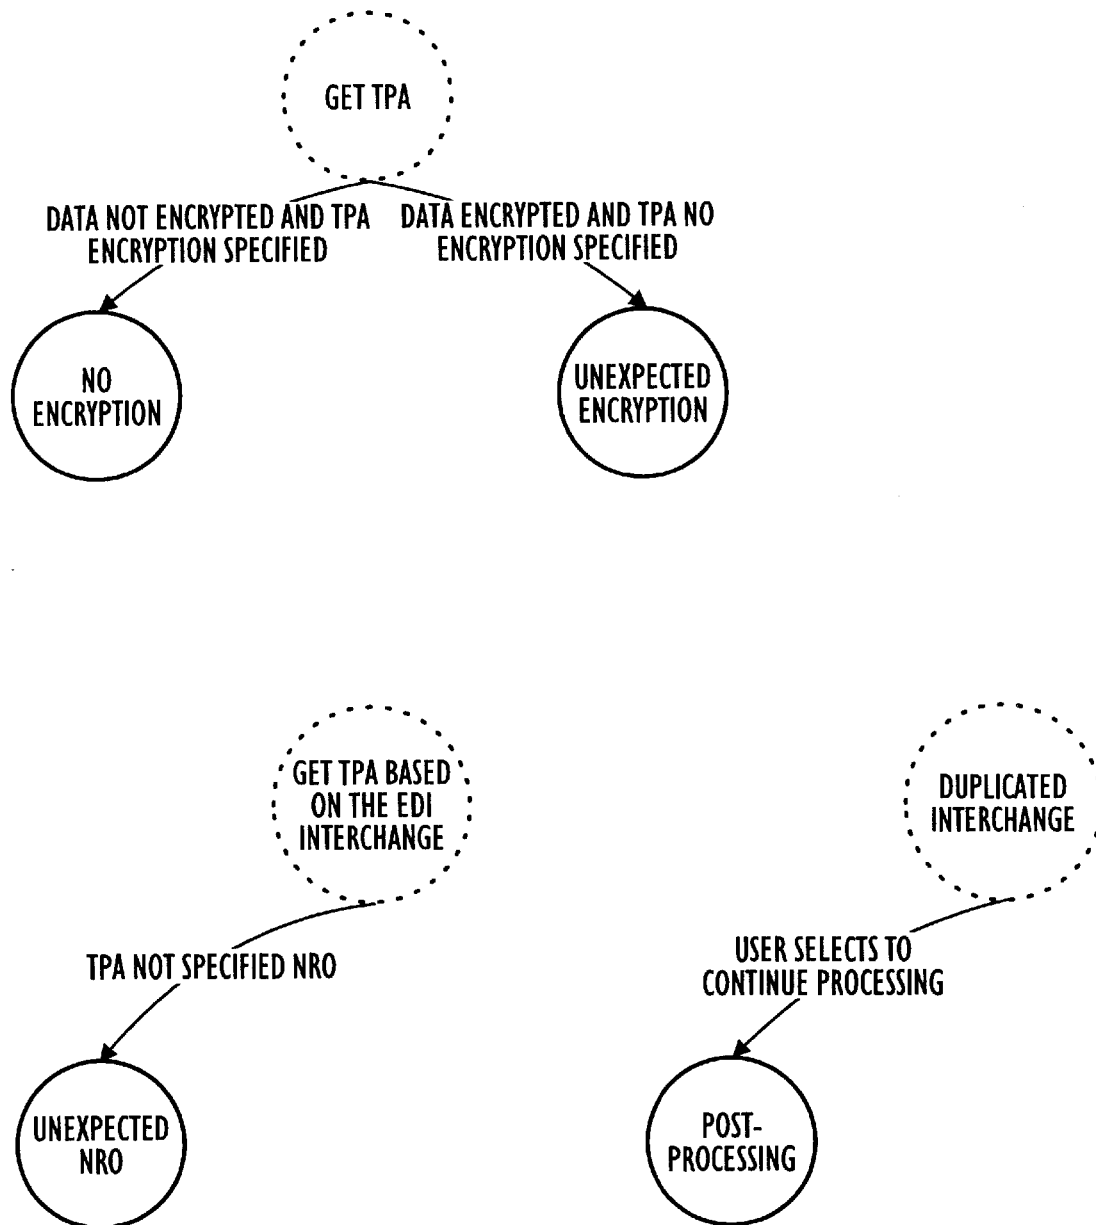 GET TPA
DATA NOT ENCRYPTED AND TPA
ENCRYPTION SPECIFIED
DATA ENCRYPTED AND TPA NO
ENCRYPTION SPECIFIED
NO
ENCRYPTION
UNEXPECTED
ENCRYPTION
GET TPA BASED
ON THE EDI
INTERCHANGE
DUPLICATED
INTERCHANGE
TPA NOT SPECIFIED NRO
USER SELECTS TO
CONTINUE PROCESSING
UNEXPECTED
NRO
POST-
PROCESSING